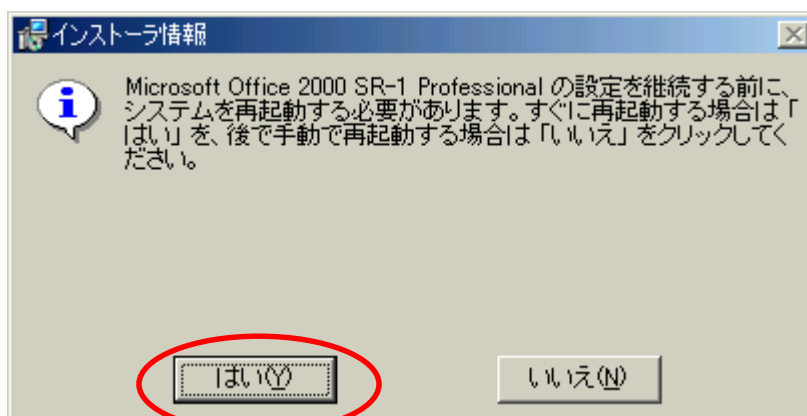 インストーラ情報
Microsoft Office 2000 SR-1 Professional の設定を継続する前に、
システムを再起動する必要があります。すぐに再起動する場合は「
はい」を、後で手動で再起動する場合は「いいえ」をクリックしてく
ださい。
はい(Y)
いいえ(N)